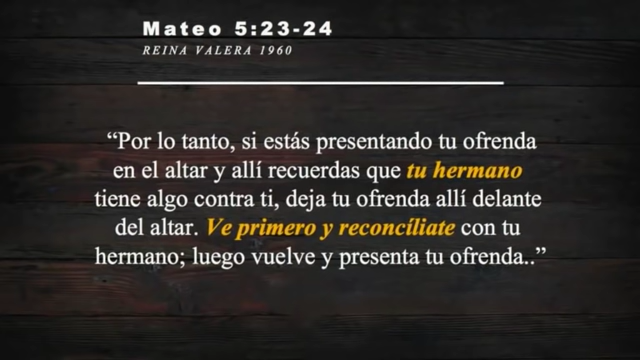 Mateo 5:23-24
REINA VALERA 1960
“Por lo tanto, si estás presentando tu ofrenda
en el altar y allí recuerdas que tu hermano
tiene algo contra ti, deja tu ofrenda allí delante
del altar. Ve primero y reconcíliate con tu
hermano; luego vuelve y presenta tu ofrenda..”